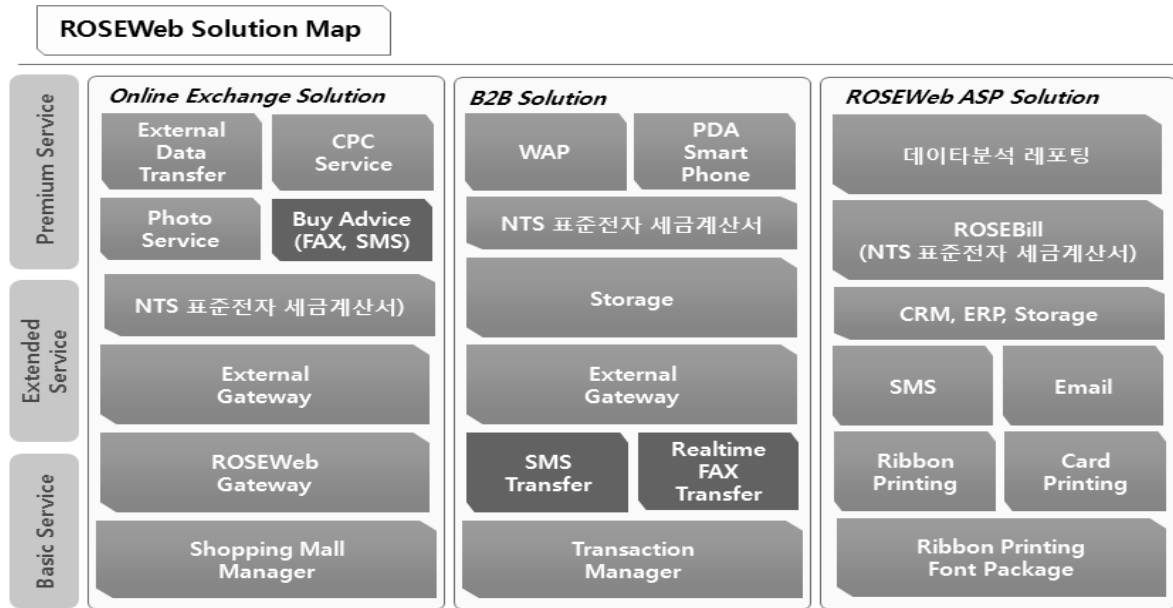 ROSEWeb Solution Map
Premium Service
Extended
Service
Basic Service
Online Exchange Solution
External
Data
Transfer
CPC
Service
Photo
Service
Buy Advice
(FAX, SMS)
NTS 표준전자 세금계산서)
External
Gateway
ROSEWeb
Gateway
Shopping Mall
Manager
B2B Solution
WAP
PDA
Smart
Phone
NTS 표준전자 세금계산서
Storage
External
Gateway
SMS
Transfer
Realtime
FAX
Transfer
Transaction
Manager
ROSEWeb ASP Solution
데이타분석 레포팅
ROSEBill
(NTS 표준전자 세금계산서)
CRM, ERP, Storage
SMS
Email
Ribbon
Printing
Card
Printing
Ribbon Printing
Font Package